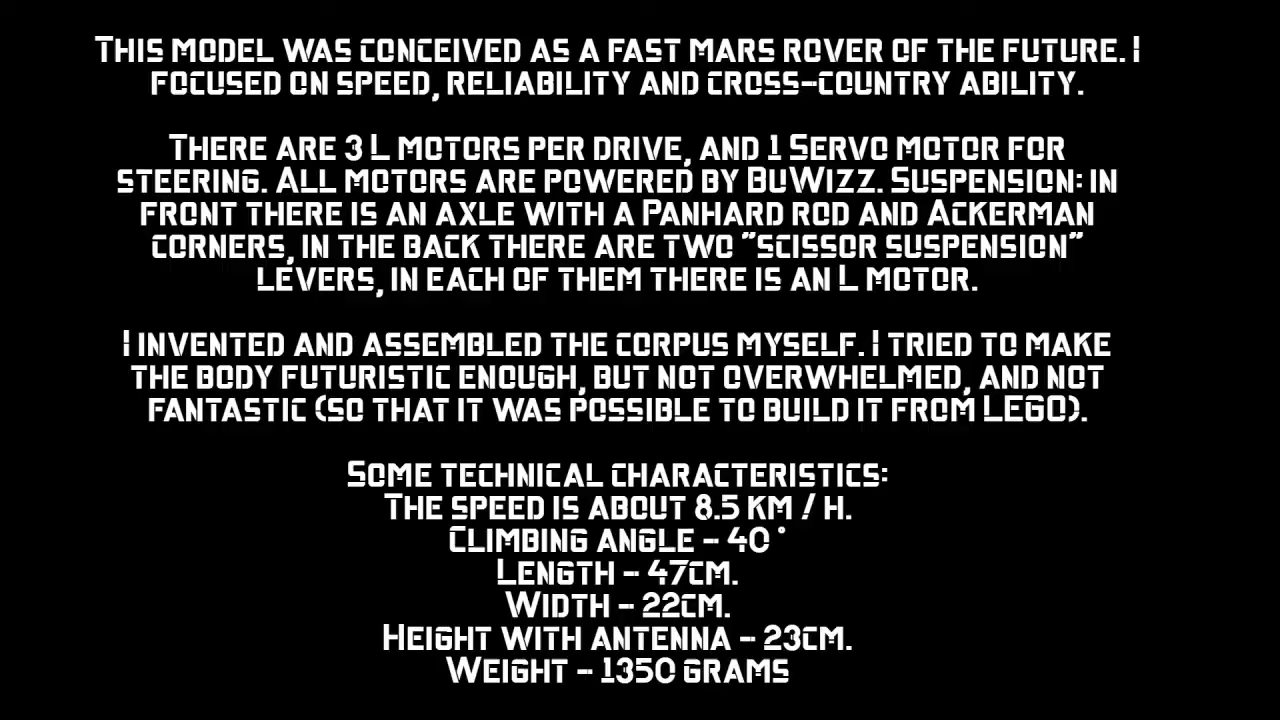 This model was conceived as a fast Mars rover of the future. I
focused on speed, reliability and cross-country ability.
There are 3 L motors per drive, and 1 Servo motor for
steering. All motors are powered by BuWizz. Suspension: in
front there is an axle with a Panhard rod and Ackerman
corners, in the back there are two "scissor suspension"
levers, in each of them there is an L motor.
I invented and assembled the corpus myself. I tried to make
the body futuristic enough, but not overwhelmed, and not
fantastic (so that it was possible to build it from LEGO).
Some technical characteristics:
The speed is about 8.5 km / h.
Climbing angle - 40°
Length - 47cm.
Width - 22cm.
Height with antenna - 23cm.
Weight - 1350 grams